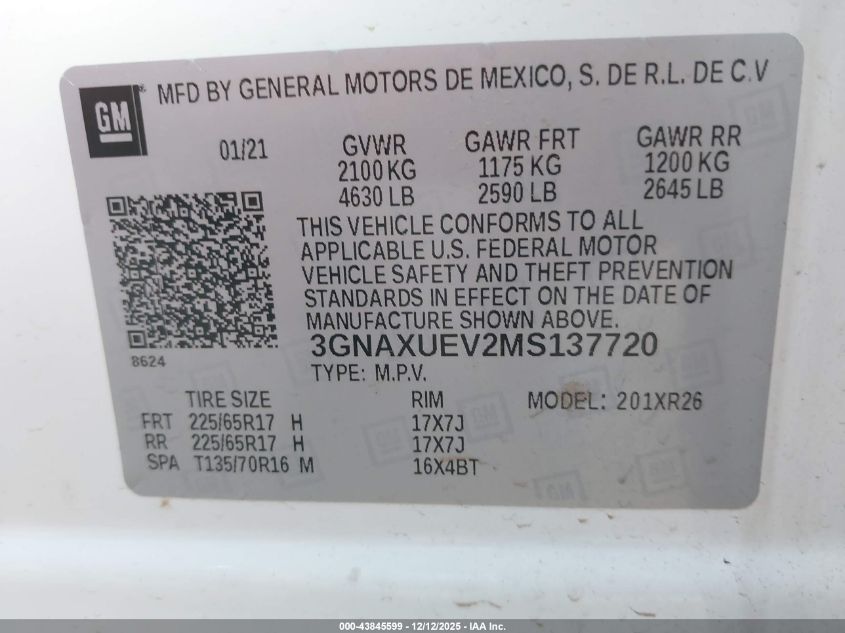 GM
MFD BY GENERAL MOTORS DE MEXICO, S. DE R.L. DE C.V
01/21 GVWR GAWR FRT GAWR RR
2100 KG 1175 KG 1200 KG
4630 LB 2590 LB 2645 LB
THIS VEHICLE CONFORMS TO ALL
APPLICABLE U.S. FEDERAL MOTOR
VEHICLE SAFETY AND THEFT PREVENTION
STANDARDS IN EFFECT ON THE DATE OF
MANUFACTURE SHOWN ABOVE.
3GNAXUEV2MS137720
8624
TYPE: M.P.V.
TIRE SIZE RIM MODEL: 201XR26
FRT 225/65R17 H 17X7J
RR 225/65R17 H 17X7J
SPA T135/70R16 M 16X4BT
000-43845599 - 12/12/2025 - IAA Inc.